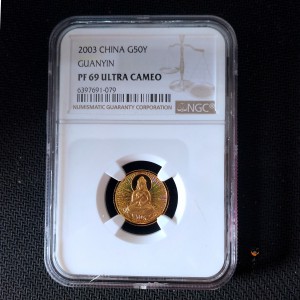 2003 CHINA G50Y
GUANYIN
PF 69 ULTRA CAMEO
6397691-079
NUMISMATIC GUARANTY CORPORATION
NGC